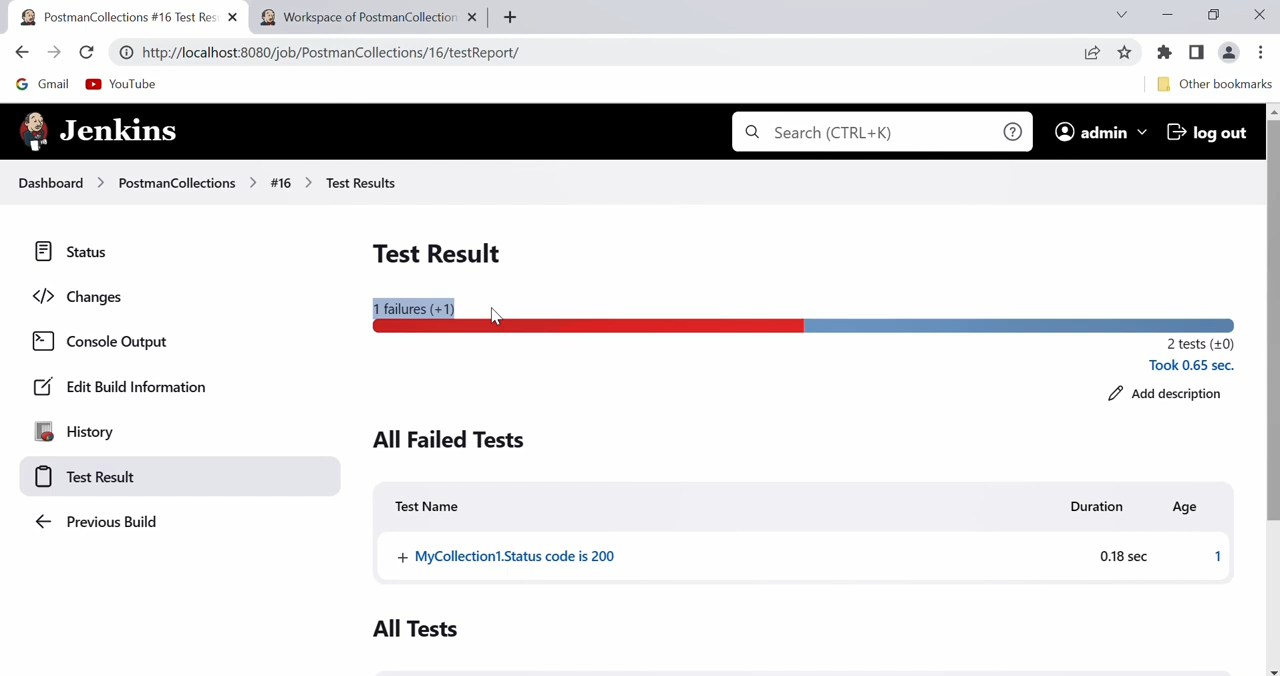 PostmanCollections #16 Test Res
Workspace of PostmanCollection
http://localhost:8080/job/PostmanCollections/16/testReport/
Gmail
YouTube
Other bookmarks
Jenkins
Search (CTRL+K)
?
admin
log out
Dashboard > PostmanCollections > #16 > Test Results
Status
Changes
Console Output
Edit Build Information
History
Test Result
Previous Build
Test Result
1 failures (+1)
2 tests (±0)
Took 0.65 sec.
Add description
All Failed Tests
Test Name Duration Age
+ MyCollection1.Status code is 200 0.18 sec 1
All Tests